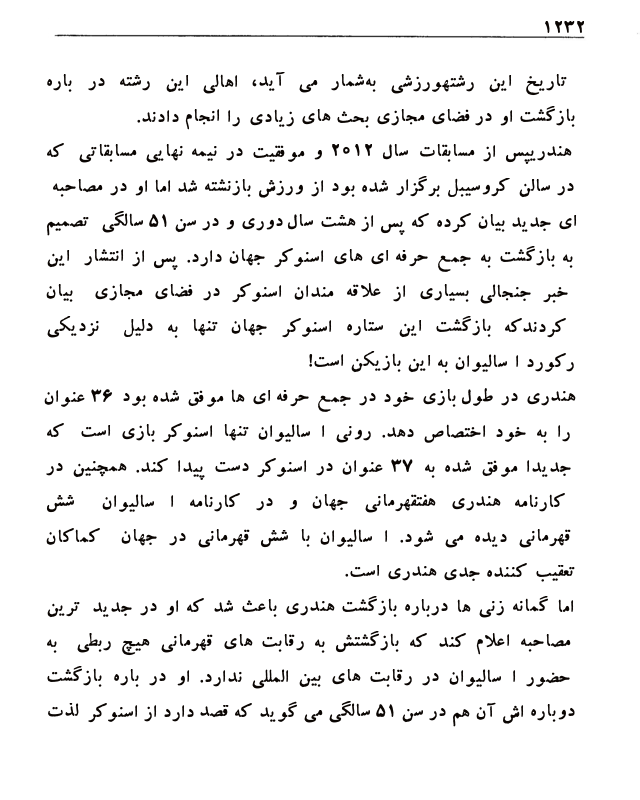 ۱۲۳۲
تاریخ این رشتهورزشی به‌شمار می آید، اهالی این رشته در باره
بازگشت او در فضای مجازی بحث های زیادی را انجام دادند.
هندریپس از مسابقات سال ۲۰۱۲ و موفقیت در نیمه نهایی مسابقاتی که
در سالن کروسیبل برگزار شده بود از ورزش بازنشته شد اما او در مصاحبه
ای جدید بیان کرده که پس از هشت سال دوری و در سن ۵۱ سالگی تصمیم
به بازگشت به جمع حرفه ای های اسنوکر جهان دارد. پس از انتشار این
خبر جنجالی بسیاری از علاقه مندان اسنوکر در فضای مجازی بیان
کردندکه بازگشت این ستاره اسنوکر جهان تنها به دلیل نزدیکی
رکورد ا سالیوان به این بازیکن است!
هندری در طول بازی خود در جمع حرفه ای ها موفق شده بود ۳۶ عنوان
را به خود اختصاص دهد. رونی ا سالیوان تنها اسنوکر بازی است که
جدیدا موفق شده به ۳۷ عنوان در اسنوکر دست پیدا کند. همچنین در
کارنامه هندری هفتقهرمانی جهان و در کارنامه ا سالیوان شش
قهرمانی دیده می شود. ا سالیوان با شش قهرمانی در جهان کماکان
تعقیب کننده جدی هندری است.
اما گمانه زنی ها درباره بازگشت هندری باعث شد که او در جدید ترین
مصاحبه اعلام کند که بازگشتش به رقابت های قهرمانی هیچ ربطی به
حضور ا سالیوان در رقابت های بین المللی ندارد. او در باره بازگشت
دوباره اش آن هم در سن ۵۱ سالگی می گوید که قصد دارد از اسنوکر لذت